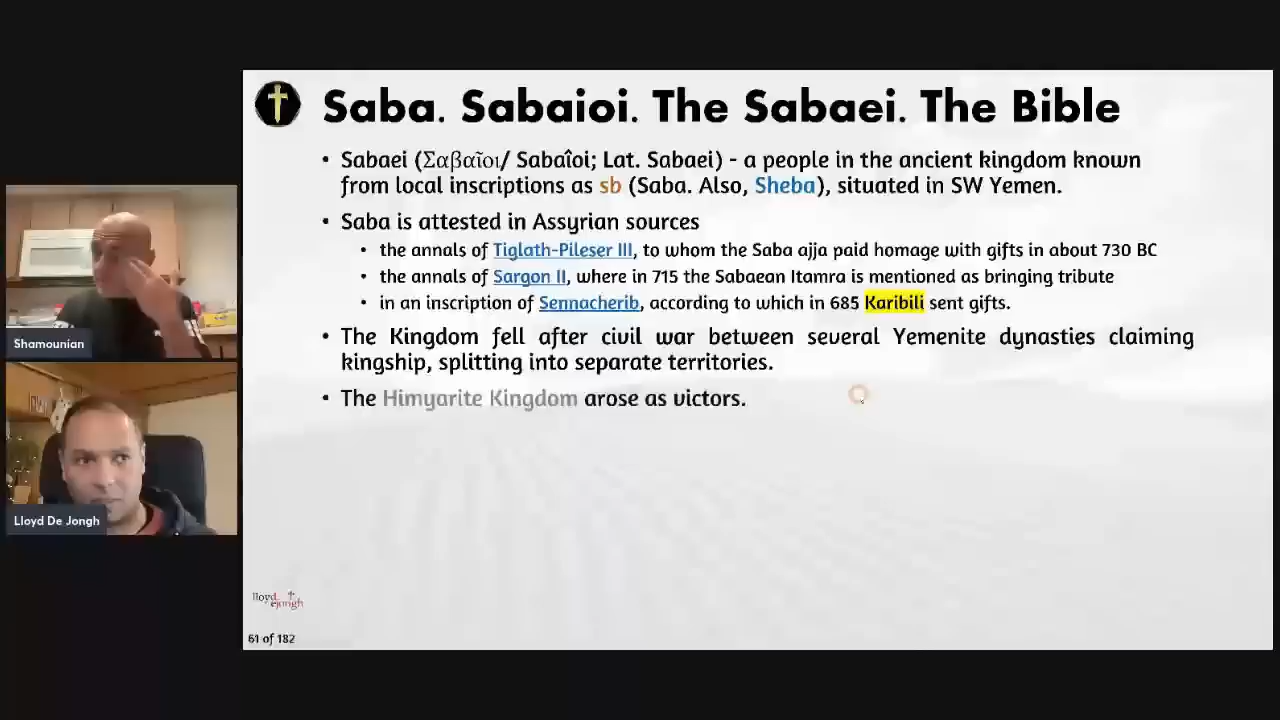 Saba. Sabaioi. The Sabaei. The Bible
• Sabaei (Σαβαῖοι/ Sabaîoi; Lat. Sabaei) - a people in the ancient kingdom known
from local inscriptions as sb (Saba. Also, Sheba), situated in SW Yemen.
• Saba is attested in Assyrian sources
• the annals of Tiglath-Pileser III, to whom the Saba ajja paid homage with gifts in about 730 BC
• the annals of Sargon II, where in 715 the Sabaean Itamra is mentioned as bringing tribute
• in an inscription of Sennacherib, according to which in 685 Karibili sent gifts.
• The Kingdom fell after civil war between several Yemenite dynasties claiming
kingship, splitting into separate territories.
• The Himyarite Kingdom arose as victors.
Shamounian
Lloyd De Jongh
lloyd
dejongh
61 of 182